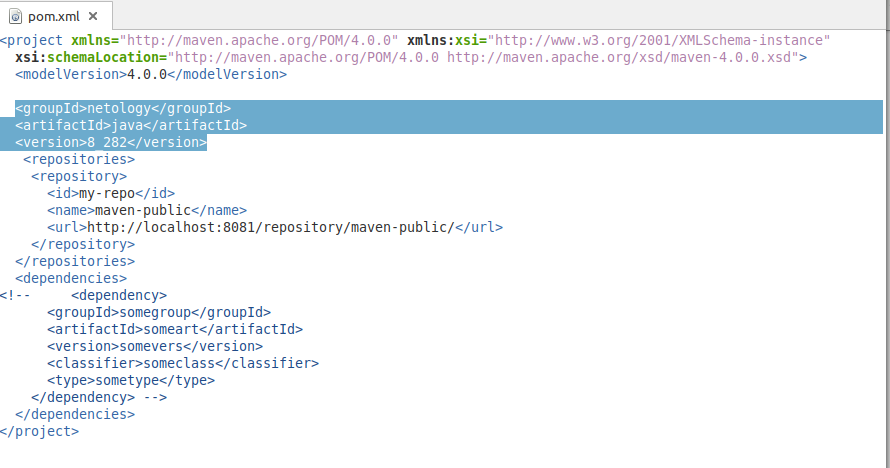 pom.xml ✕
<project xmlns="http://maven.apache.org/POM/4.0.0" xmlns:xsi="http://www.w3.org/2001/XMLSchema-instance"
  xsi:schemaLocation="http://maven.apache.org/POM/4.0.0 http://maven.apache.org/xsd/maven-4.0.0.xsd">
  <modelVersion>4.0.0</modelVersion>

  <groupId>netology</groupId>
  <artifactId>java</artifactId>
  <version>8_282</version>
   <repositories>
    <repository>
      <id>my-repo</id>
      <name>maven-public</name>
      <url>http://localhost:8081/repository/maven-public/</url>
    </repository>
  </repositories>
  <dependencies>
<!--     <dependency>
      <groupId>somegroup</groupId>
      <artifactId>someart</artifactId>
      <version>somevers</version>
      <classifier>someclass</classifier>
      <type>sometype</type>
    </dependency> -->
  </dependencies>
</project>